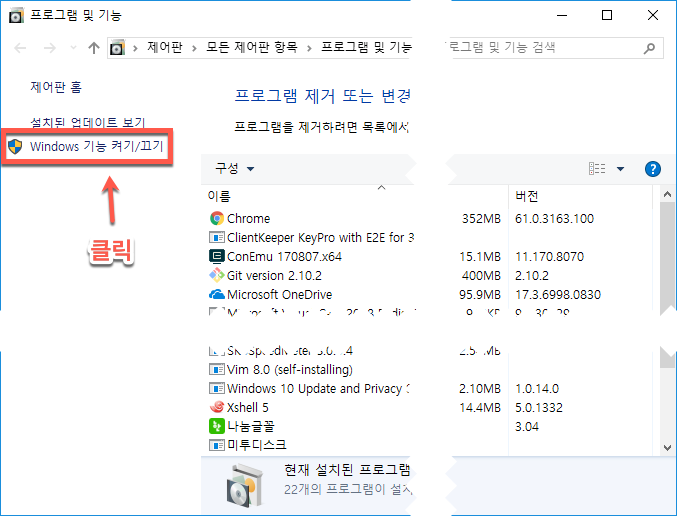 프로그램 및 기능
제어판 > 모든 제어판 항목 > 프로그램 및 기능
프로그램 및 기능 검색
제어판 홈
설치된 업데이트 보기
Windows 기능 켜기/끄기
클릭
프로그램 제거 또는 변경
프로그램을 제거하려면 목록에서
구성
이름 버전
Chrome 352MB 61.0.3163.100
ClientKeeper KeyPro with E2E for 3
ConEmu 170807.x64 15.1MB 11.170.8070
Git version 2.10.2 400MB 2.10.2
Microsoft OneDrive 95.9MB 17.3.6998.0830
Vim 8.0 (self-installing)
Windows 10 Update and Privacy 2.10MB 1.0.14.0
Xshell 5 14.4MB 5.0.1332
나눔글꼴 3.04
미투디스크
현재 설치된 프로그램
22개의 프로그램이 설치